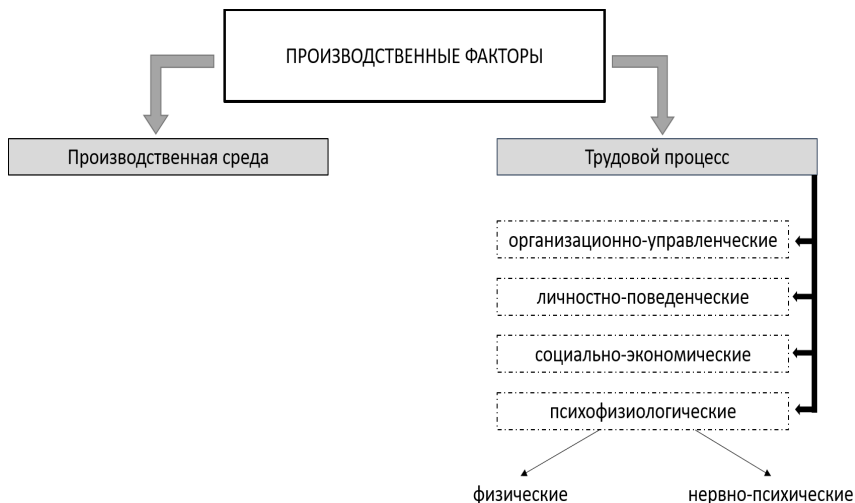 ПРОИЗВОДСТВЕННЫЕ ФАКТОРЫ
Производственная среда
Трудовой процесс
организационно-управленческие
личностно-поведенческие
социально-экономические
психофизиологические
физические
нервно-психические